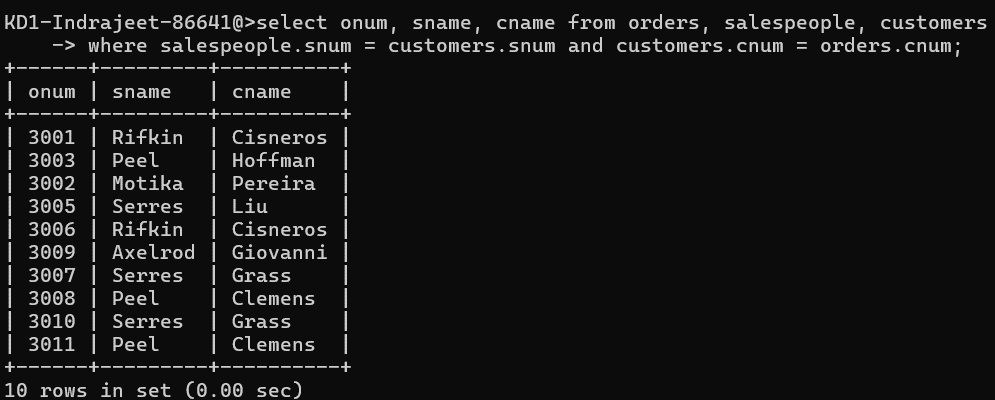 KD1-Indrajeet-86641@>select onum, sname, cname from orders, salespeople, customers
    -> where salespeople.snum = customers.snum and customers.cnum = orders.cnum;
+------+---------+----------+
| onum | sname   | cname    |
+------+---------+----------+
| 3001 | Rifkin  | Cisneros |
| 3003 | Peel    | Hoffman  |
| 3002 | Motika  | Pereira  |
| 3005 | Serres  | Liu      |
| 3006 | Rifkin  | Cisneros |
| 3009 | Axelrod | Giovanni |
| 3007 | Serres  | Grass    |
| 3008 | Peel    | Clemens  |
| 3010 | Serres  | Grass    |
| 3011 | Peel    | Clemens  |
+------+---------+----------+
10 rows in set (0.00 sec)